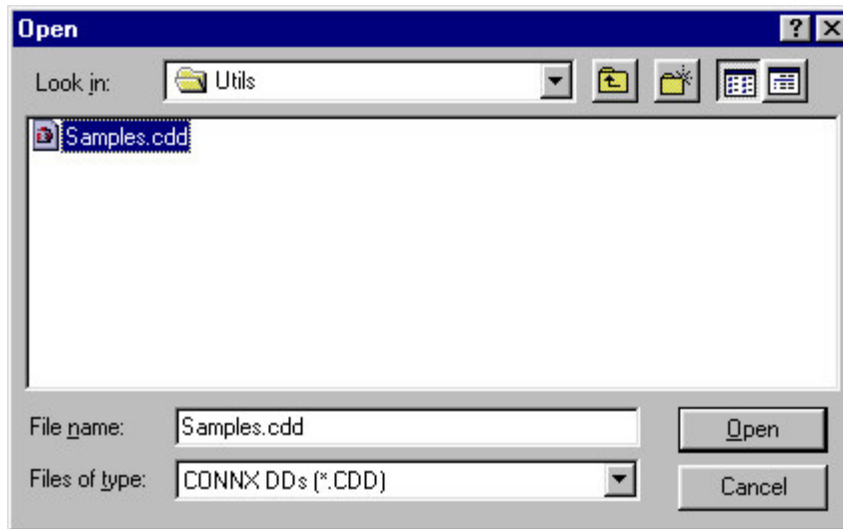 Open
Look in: Utils
Samples.cdd
File name: Samples.cdd Open
Files of type: CONNX DDs (*.CDD) Cancel